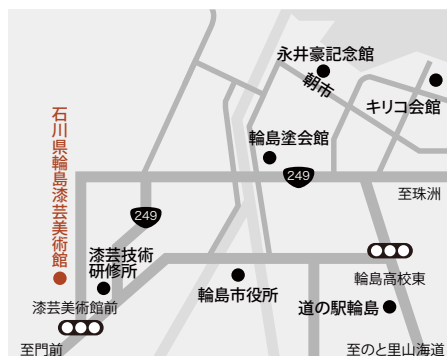 永井豪記念館
朝市
キリコ会館
輪島塗会館
249
至珠洲
石川県輪島漆芸美術館
249
漆芸技術
研修所
輪島市役所
輪島高校東
道の駅輪島
漆芸美術館前
至門前
至のと里山海道